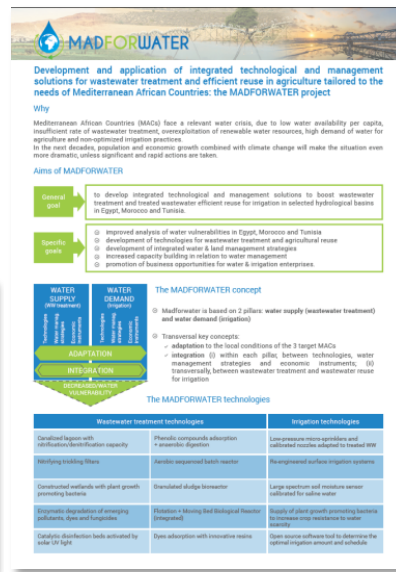 MADFORWATER
Development and application of integrated technological and management
solutions for wastewater treatment and efficient reuse in agriculture tailored to the
needs of Mediterranean African Countries: the MADFORWATER project
Why
Mediterranean African Countries (MACs) face a relevant water crisis, due to low water availability per capita,
insufficient rate of wastewater treatment, overexploitation of renewable water resources, high demand of water for
agriculture and non-optimized irrigation practices.
In the next decades, population and economic growth combined with climate change will make the situation even
more dramatic, unless significant and rapid actions are taken.
Aims of MADFORWATER
General
goal
to develop integrated technological and management solutions to boost wastewater
treatment and treated wastewater efficient reuse for irrigation in selected hydrological basins
in Egypt, Morocco and Tunisia.
Specific
goals
improved analysis of water vulnerabilities in Egypt, Morocco and Tunisia
development of technologies for wastewater treatment and agricultural reuse
development of integrated water & land management strategies
increased capacity building in relation to water management
promotion of business opportunities for water & irrigation enterprises.
WATER
SUPPLY
(WW treatment)
WATER
DEMAND
(Irrigation)
Technologies
Water manag.
strategies
Economic
instruments
Technologies
Water manag.
strategies
Economic
instruments
ADAPTATION
INTEGRATION
DECREASED WATER
VULNERABILITY
The MADFORWATER concept
Madforwater is based on 2 pillars: water supply (wastewater treatment)
and water demand (irrigation)
Transversal key concepts:
✓ adaptation to the local conditions of the 3 target MACs
✓ integration (i) within each pillar, between technologies, water
management strategies and economic instruments; (ii)
transversally, between wastewater treatment and wastewater reuse
for irrigation
The MADFORWATER technologies
Wastewater treatment technologies
Irrigation technologies
Canalized lagoon with
nitrification/denitrification capacity
Phenolic compounds adsorption
+ anaerobic digestion
Low-pressure micro-sprinklers and
calibrated nozzles adapted to treated WW
Nitrifying trickling filters
Aerobic sequenced batch reactor
Re-engineered surface irrigation systems
Constructed wetlands with plant growth
promoting bacteria
Granulated sludge bioreactor
Large spectrum soil moisture sensor
calibrated for saline water
Enzymatic degradation of emerging
pollutants, dyes and fungicides
Flotation + Moving Bed Biological Reactor
(integrated)
Supply of plant growth promoting bacteria
to increase crop resistance to water
scarcity
Catalytic disinfection beds activated by
solar UV light
Dyes adsorption with innovative resins
Open source software tool to determine the
optimal irrigation amount and schedule